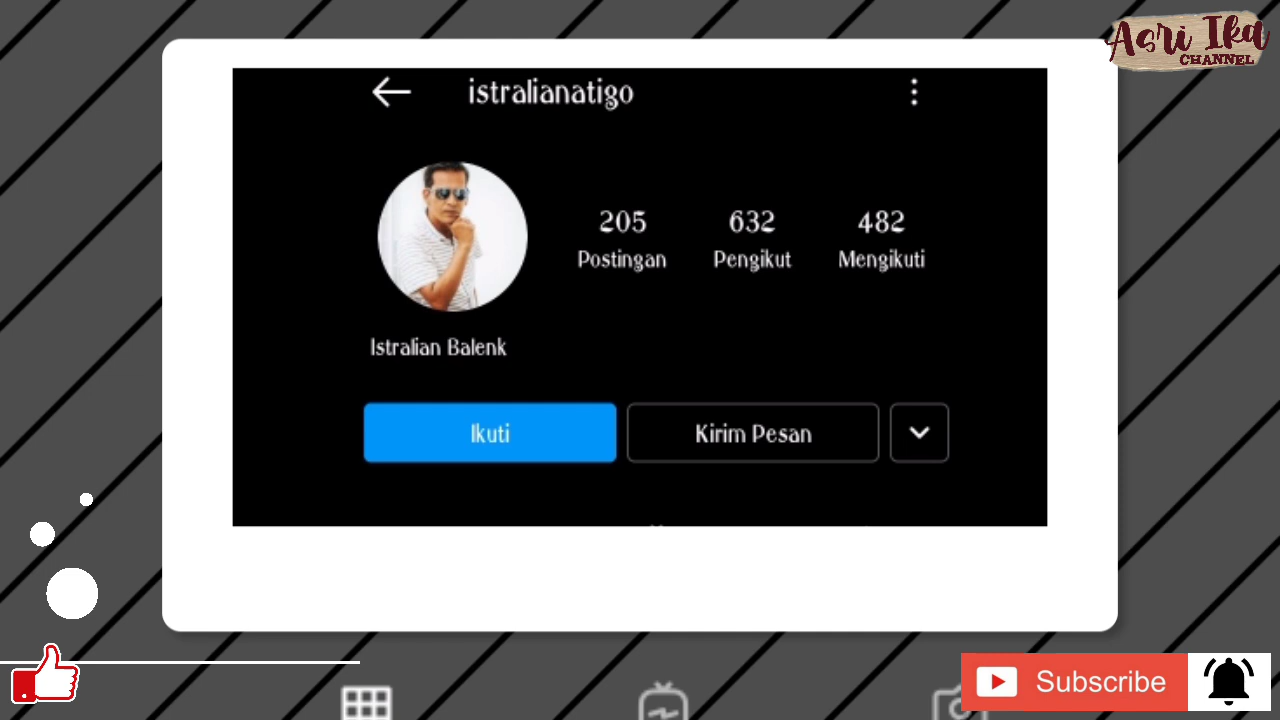 Asri Ika
CHANNEL
istralianatigo
205 632 482
Postingan Pengikut Mengikuti
Istralian Balenk
Ikuti Kirim Pesan
Subscribe